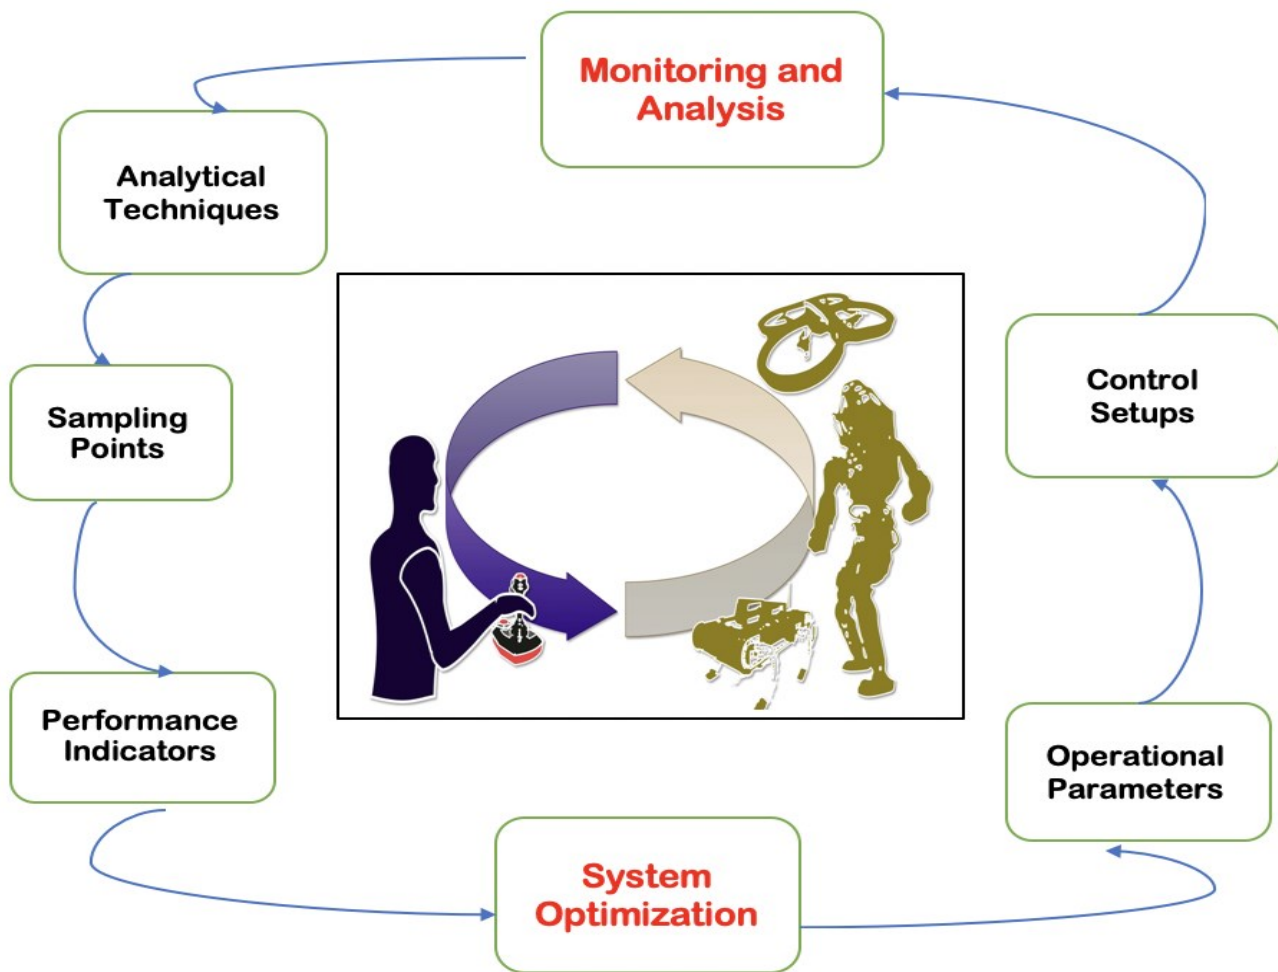 Monitoring and
Analysis
Analytical
Techniques
Sampling
Points
Performance
Indicators
System
Optimization
Operational
Parameters
Control
Setups